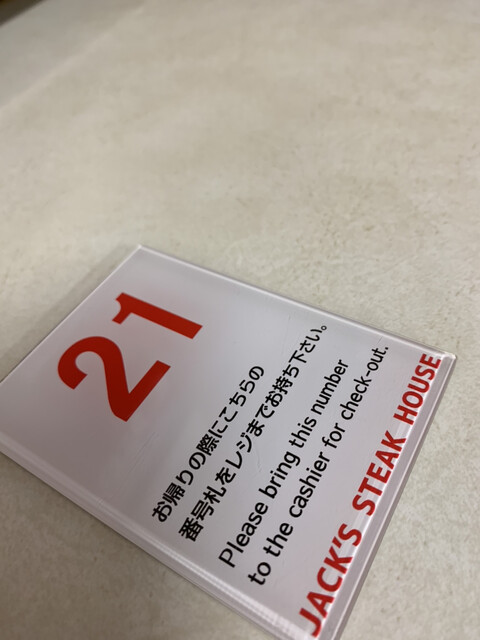 21
お帰りの際にこちらの
番号札をレジまでお持ち下さい。
Please bring this number
to the cashier for check-out.
JACK'S STEAK HOUSE